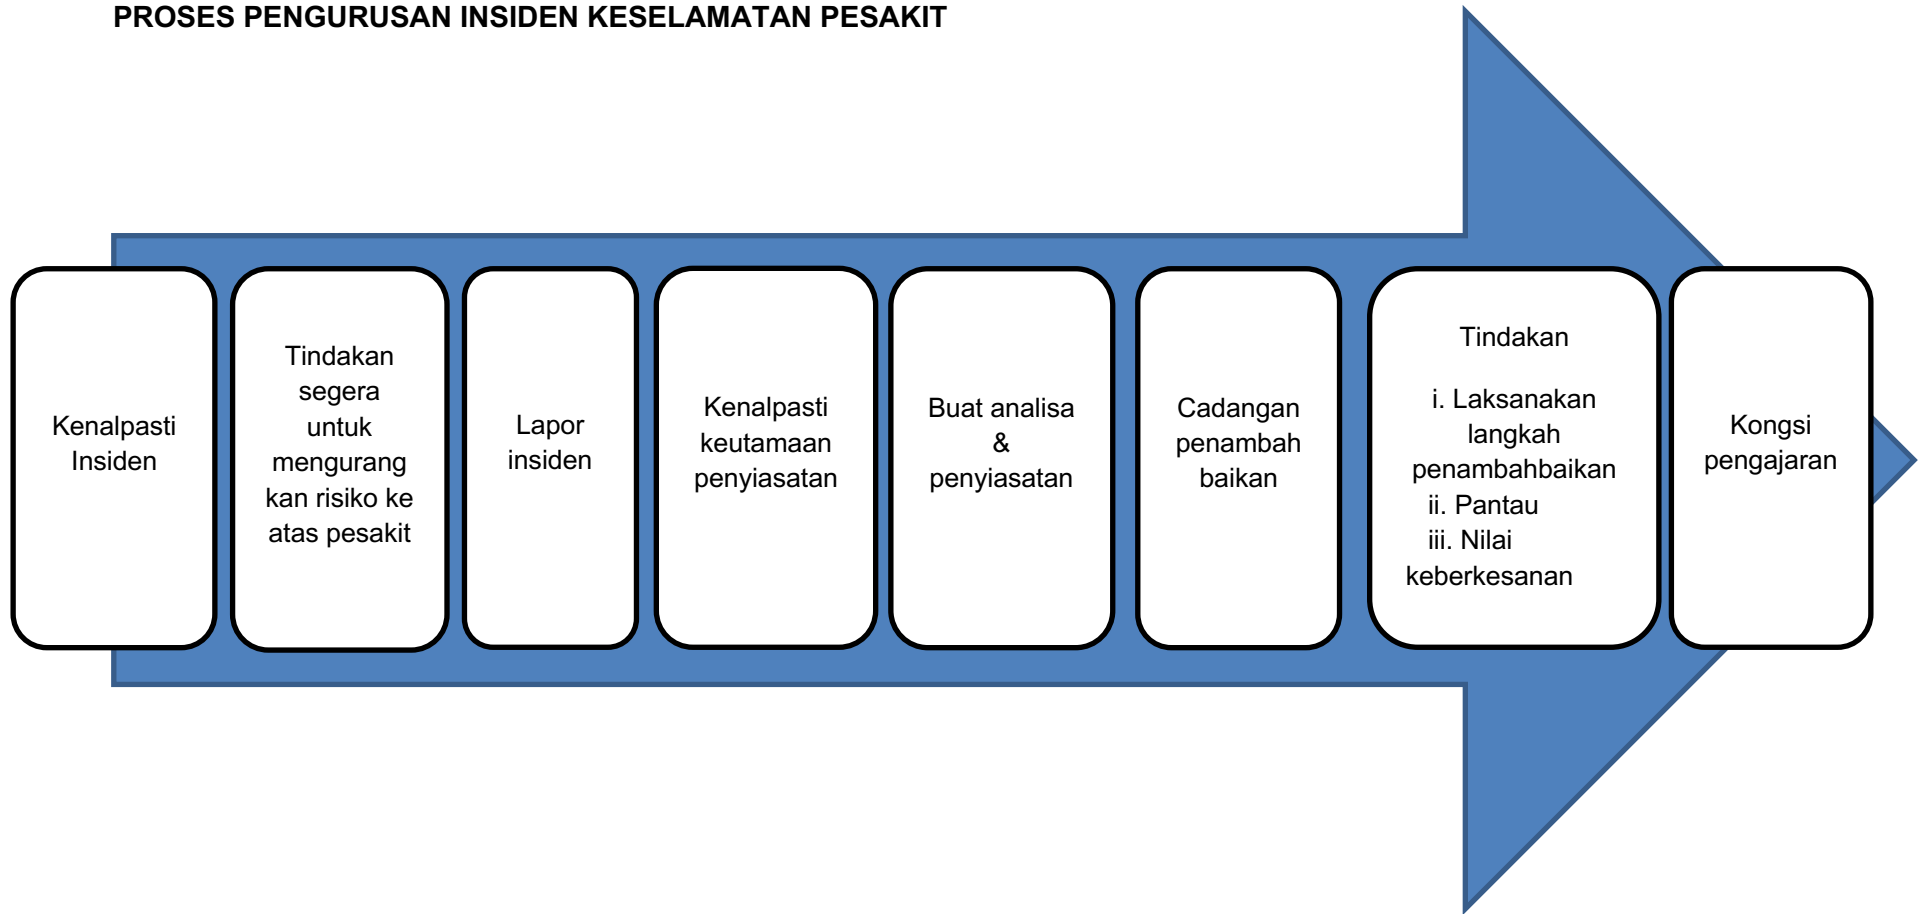 PROSES PENGURUSAN INSIDEN KESELAMATAN PESAKIT
Kenalpasti
Insiden
Tindakan
segera
untuk
mengurang
kan risiko ke
atas pesakit
Lapor
insiden
Kenalpasti
keutamaan
penyiasatan
Buat analisa
&
penyiasatan
Cadangan
penambah
baikan
Tindakan
i. Laksanakan
langkah
penambahbaikan
ii. Pantau
iii. Nilai
keberkesanan
Kongsi
pengajaran